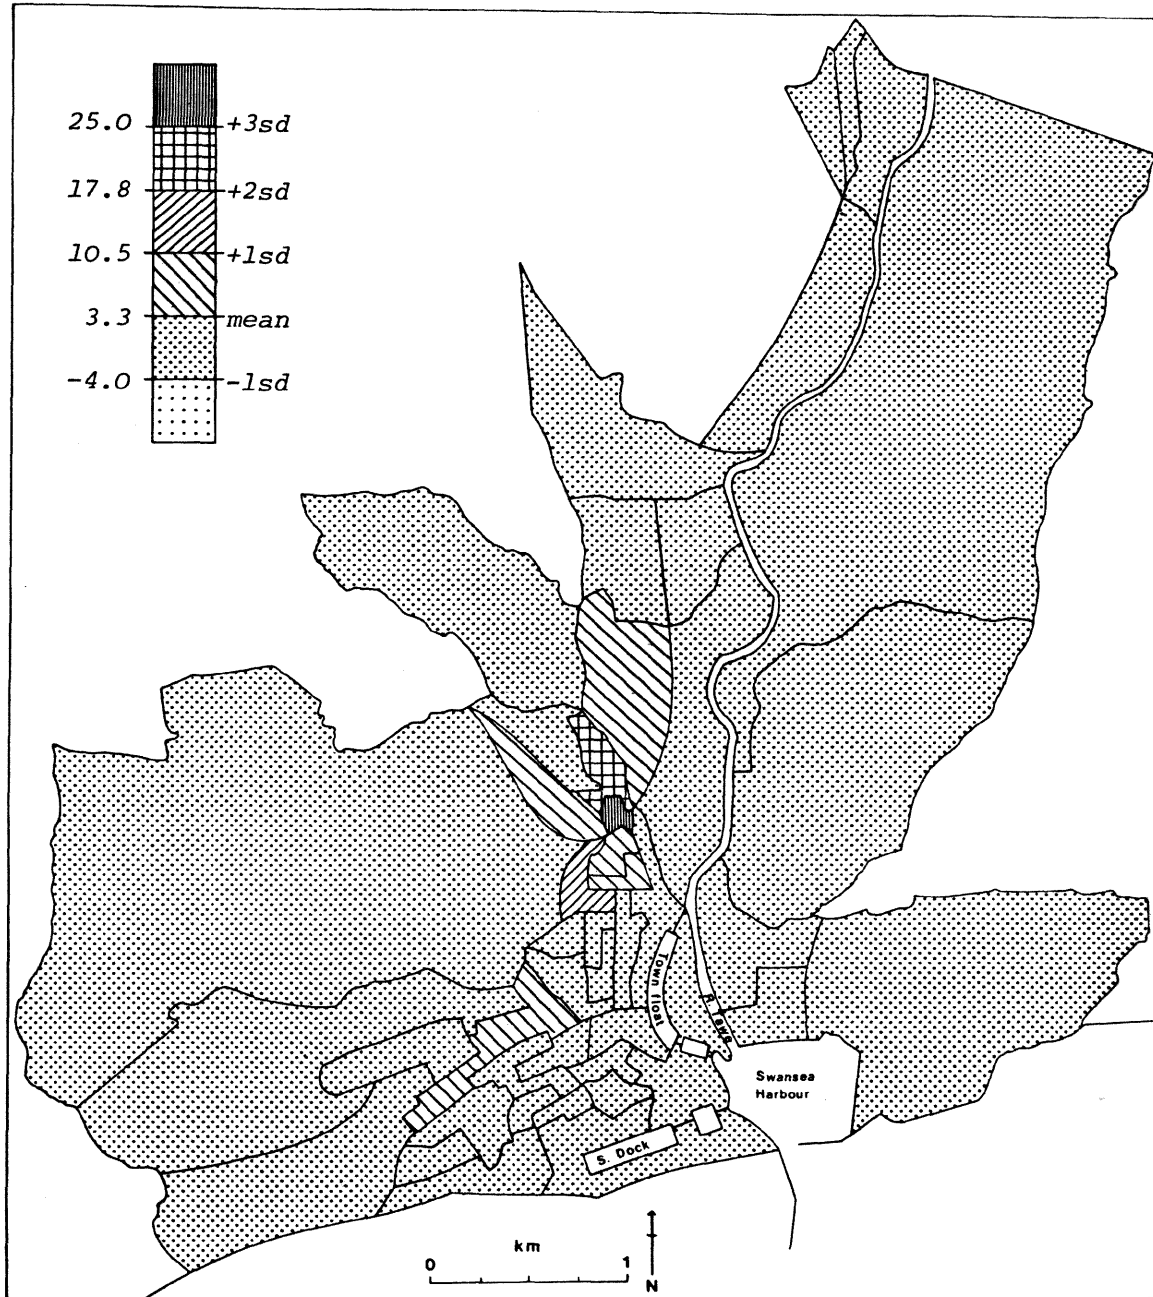 25.0 +3sd
17.8 +2sd
10.5 +1sd
3.3 mean
-4.0 -1sd
Town float
R. Tawe
Swansea
Harbour
S. Dock
km
0 1
N